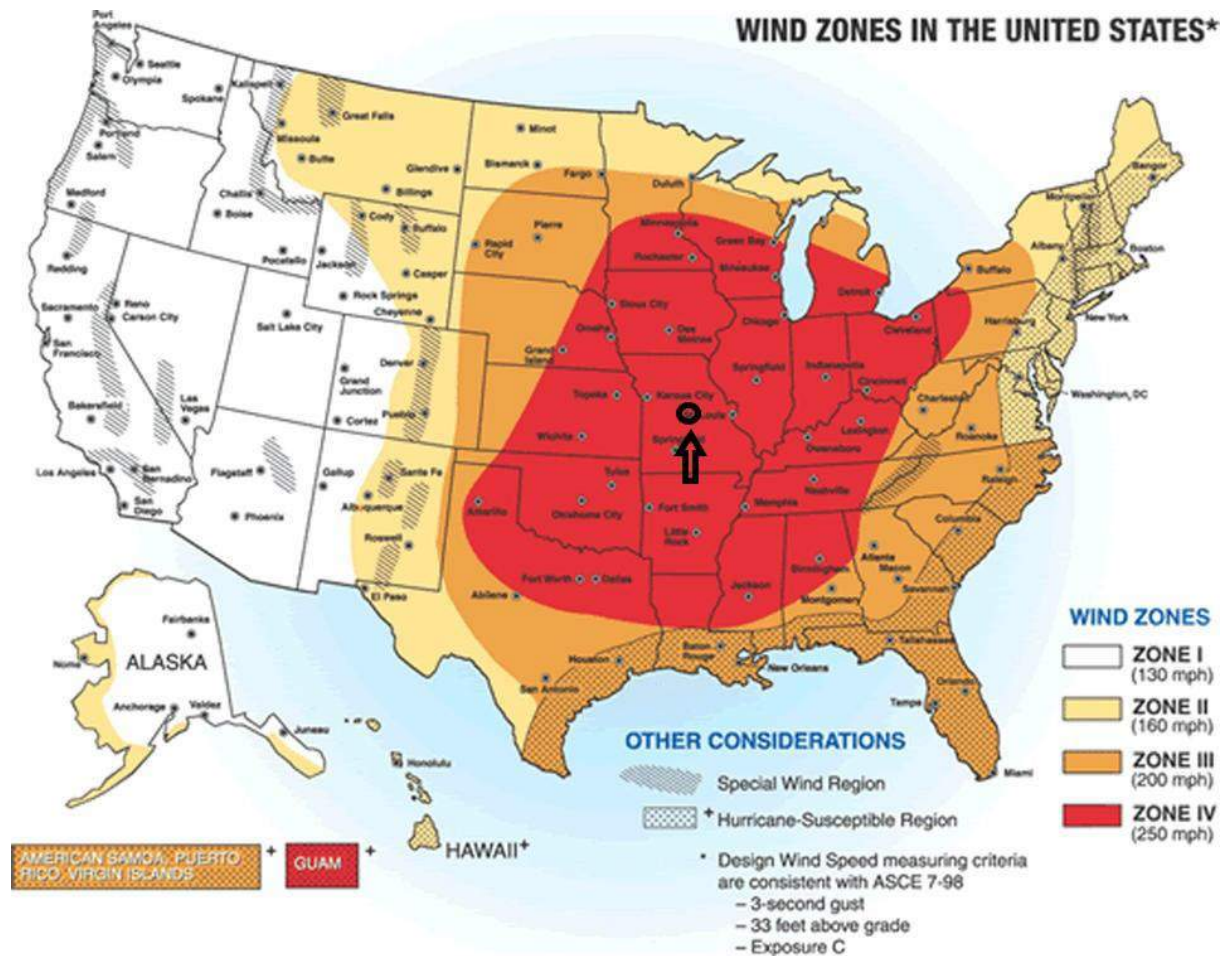 WIND ZONES IN THE UNITED STATES*
Port
Angeles
Seattle
Olympia
Spokane
Kalispell
Great Falls
Portland
Salem
Missoula
Butte
Glendive
Minot
Bismarck
Fargo
Duluth
Bangor
Medford
Challis
Boise
Billings
Cody
Buffalo
Pierre
Rapid
City
Minneapolis
Rochester
Green Bay
Milwaukee
Montpelier
Albany
Boston
Redding
Pocatello
Jackson
Casper
Rock Springs
Cheyenne
Sioux City
Detroit
Buffalo
Sacramento
Reno
Carson City
Salt Lake City
Omaha
Des
Moines
Chicago
Cleveland
Harrisburg
New York
San
Francisco
Grand
Junction
Denver
Grand
Island
Springfield
Indianapolis
Cincinnati
Washington, DC
Bakersfield
Las
Vegas
Cortez
Pueblo
Topeka
Kansas City
Charleston
Lexington
Owensboro
Roanoke
Wichita
Los Angeles
San
Bernadino
San
Diego
Flagstaff
Gallup
Sante Fe
Albuquerque
Tulsa
Amarillo
Oklahoma City
Fort Smith
Memphis
Nashville
Raleigh
Phoenix
Roswell
Little
Rock
Columbia
Atlanta
Macon
Birmingham
El Paso
Abilene
Fort Worth
Dallas
Jackson
Montgomery
Savannah
Houston
Baton
Rouge
New Orleans
Tallahassee
San Antonio
Orlando
Tampa
Miami
Fairbanks
ALASKA
Nome
Anchorage
Valdez
Juneau
Honolulu
HAWAII+
AMERICAN SAMOA, PUERTO
RICO, VIRGIN ISLANDS
+
GUAM
+
WIND ZONES
ZONE I
(130 mph)
ZONE II
(160 mph)
ZONE III
(200 mph)
ZONE IV
(250 mph)
OTHER CONSIDERATIONS
Special Wind Region
+ Hurricane-Susceptible Region
* Design Wind Speed measuring criteria
are consistent with ASCE 7-98
– 3-second gust
– 33 feet above grade
– Exposure C